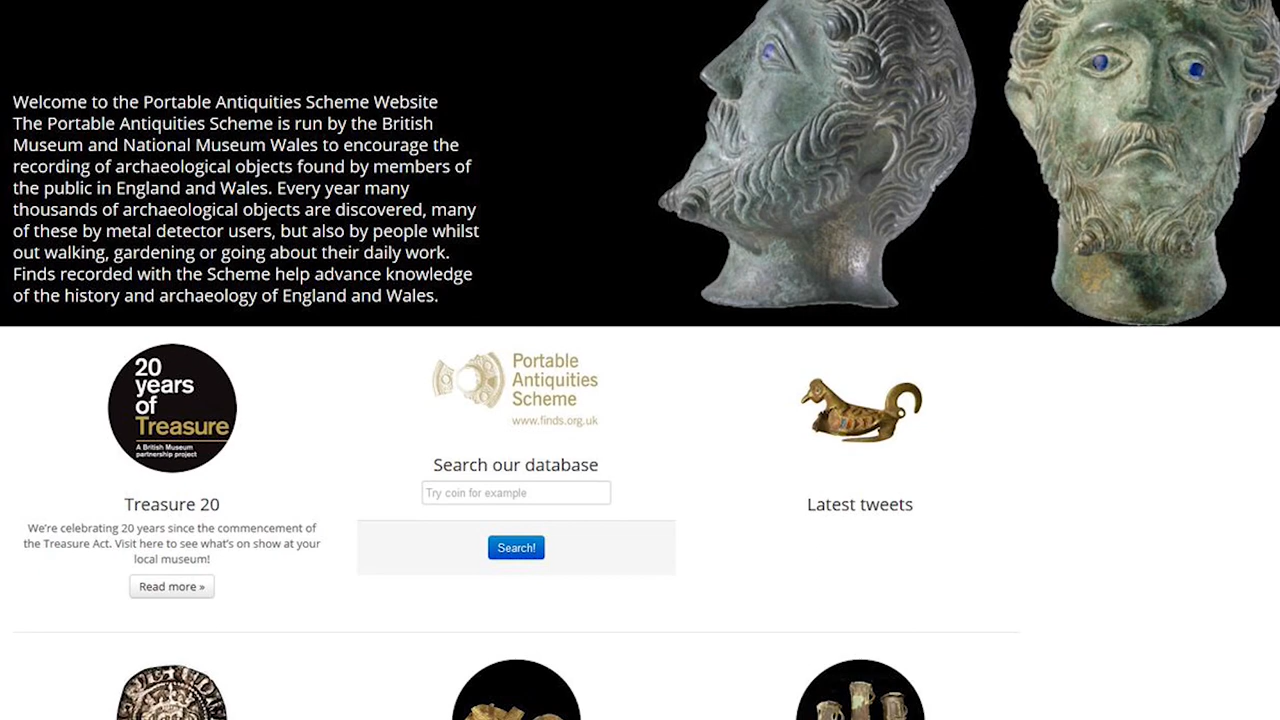 Welcome to the Portable Antiquities Scheme Website
The Portable Antiquities Scheme is run by the British
Museum and National Museum Wales to encourage the
recording of archaeological objects found by members of
the public in England and Wales. Every year many
thousands of archaeological objects are discovered, many
of these by metal detector users, but also by people whilst
out walking, gardening or going about their daily work.
Finds recorded with the Scheme help advance knowledge
of the history and archaeology of England and Wales.
20
years
of
Treasure
A British Museum
partnership project
Treasure 20
We're celebrating 20 years since the commencement of
the Treasure Act. Visit here to see what's on show at your
local museum!
Read more »
Portable
Antiquities
Scheme
www.finds.org.uk
Search our database
Try coin for example
Search!
Latest tweets